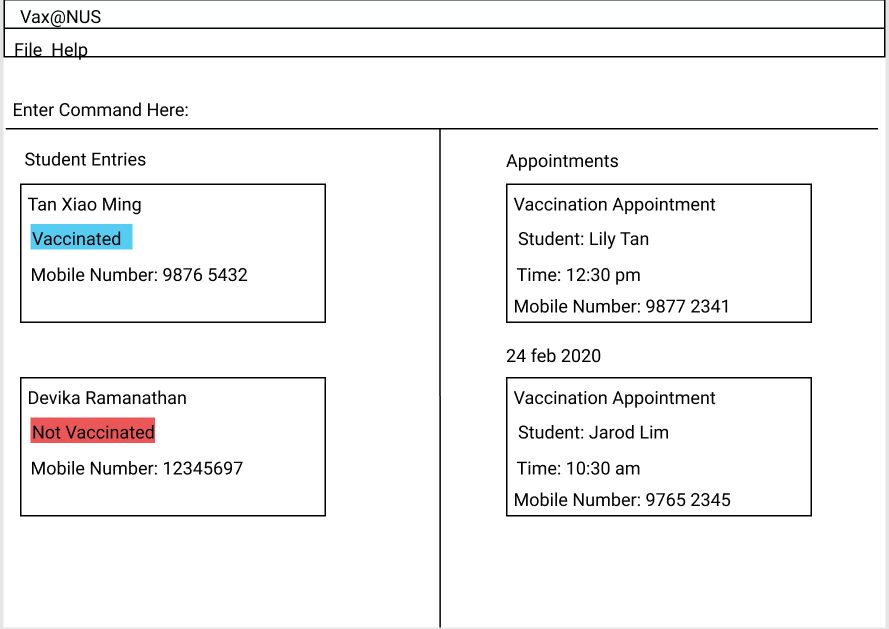 Vax@NUS
File Help
Enter Command Here:
Student Entries
Tan Xiao Ming
Vaccinated
Mobile Number: 9876 5432
Devika Ramanathan
Not Vaccinated
Mobile Number: 12345697
Appointments
Vaccination Appointment
Student: Lily Tan
Time: 12:30 pm
Mobile Number: 9877 2341
24 feb 2020
Vaccination Appointment
Student: Jarod Lim
Time: 10:30 am
Mobile Number: 9765 2345